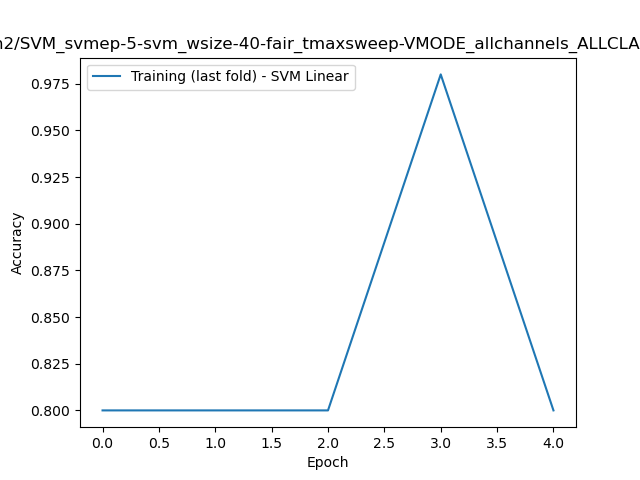 n2/SVM_svmep-5-svm_wsize-40-fair_tmaxsweep-VMODE_allchannels_ALLCLA
Training (last fold) - SVM Linear
0.975
0.950
0.925
0.900
0.875
0.850
0.825
0.800
Accuracy
0.0 0.5 1.0 1.5 2.0 2.5 3.0 3.5 4.0
Epoch